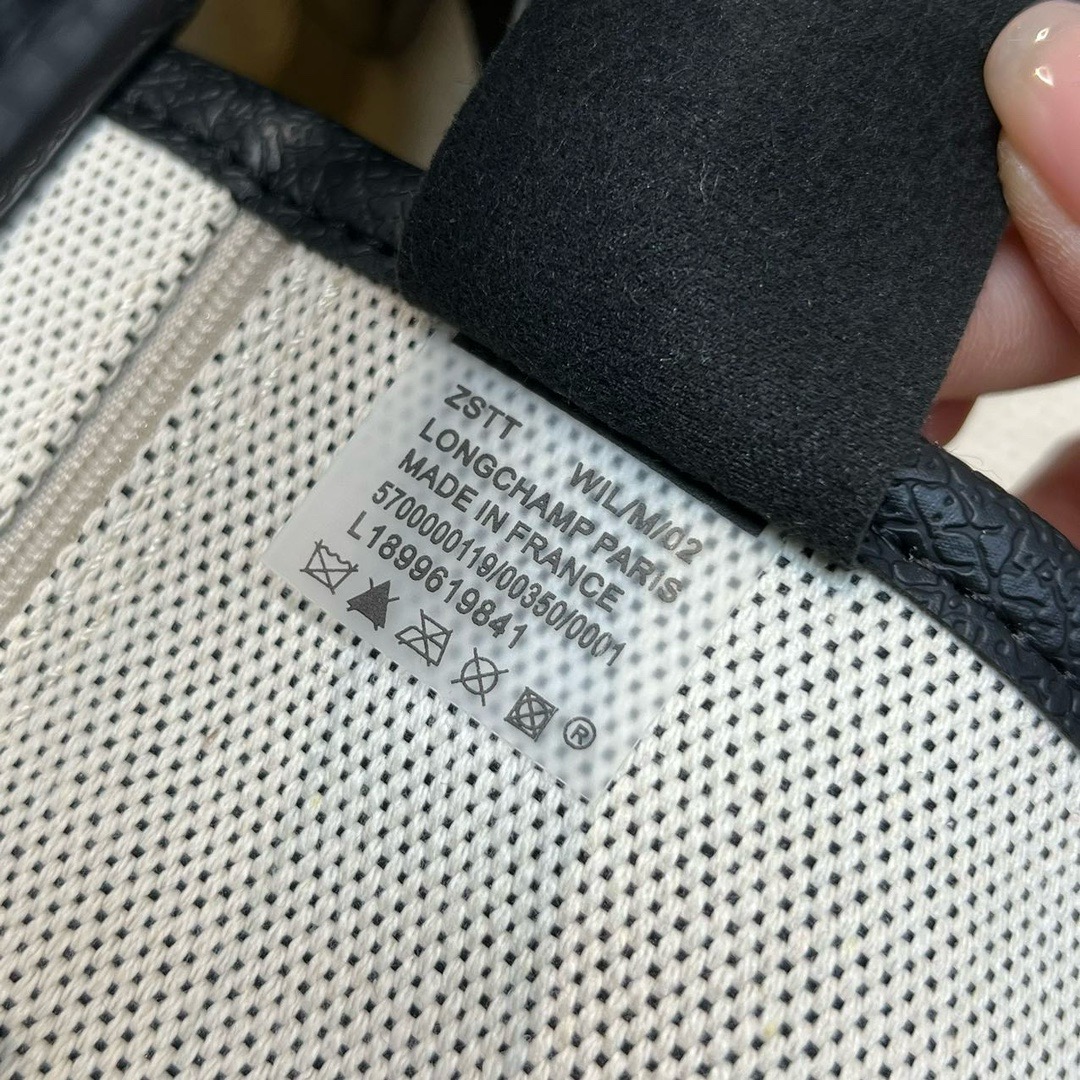 ZSTT WIL/M/02
LONGCHAMP PARIS
MADE IN FRANCE
5700000119/00350/0001
L1899619841
®